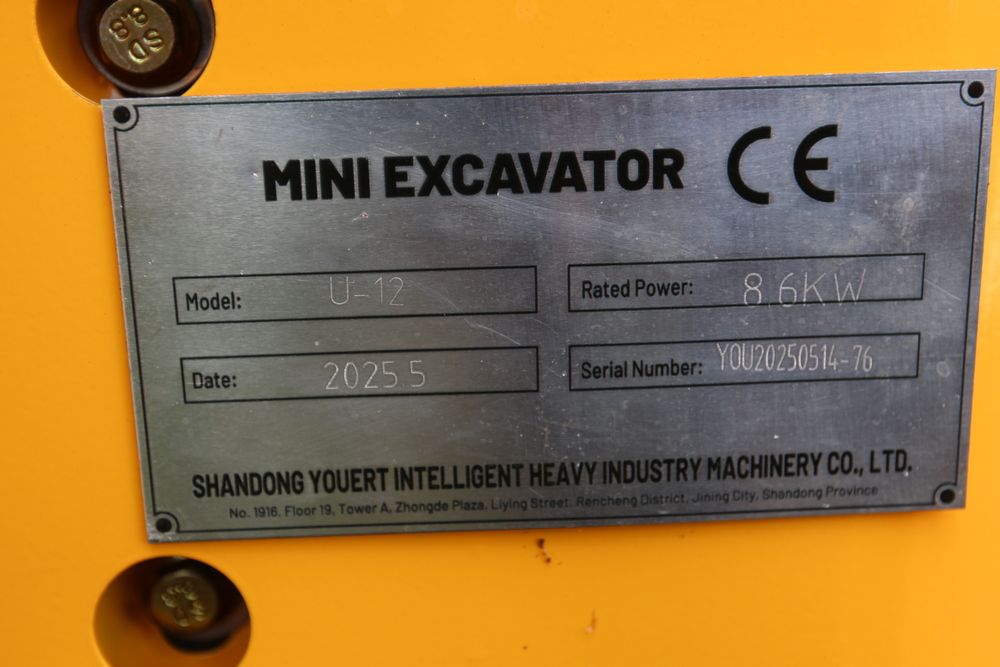 8.8
SD
MINI EXCAVATOR CE
Model: U-12
Rated Power: 8.6KW
Date: 2025.5
Serial Number: YOU20250514-76
SHANDONG YOUERT INTELLIGENT HEAVY INDUSTRY MACHINERY CO., LTD.
No. 1916, Floor 19, Tower A, Zhongde Plaza, Liying Street, Rencheng District, Jining City, Shandong Province